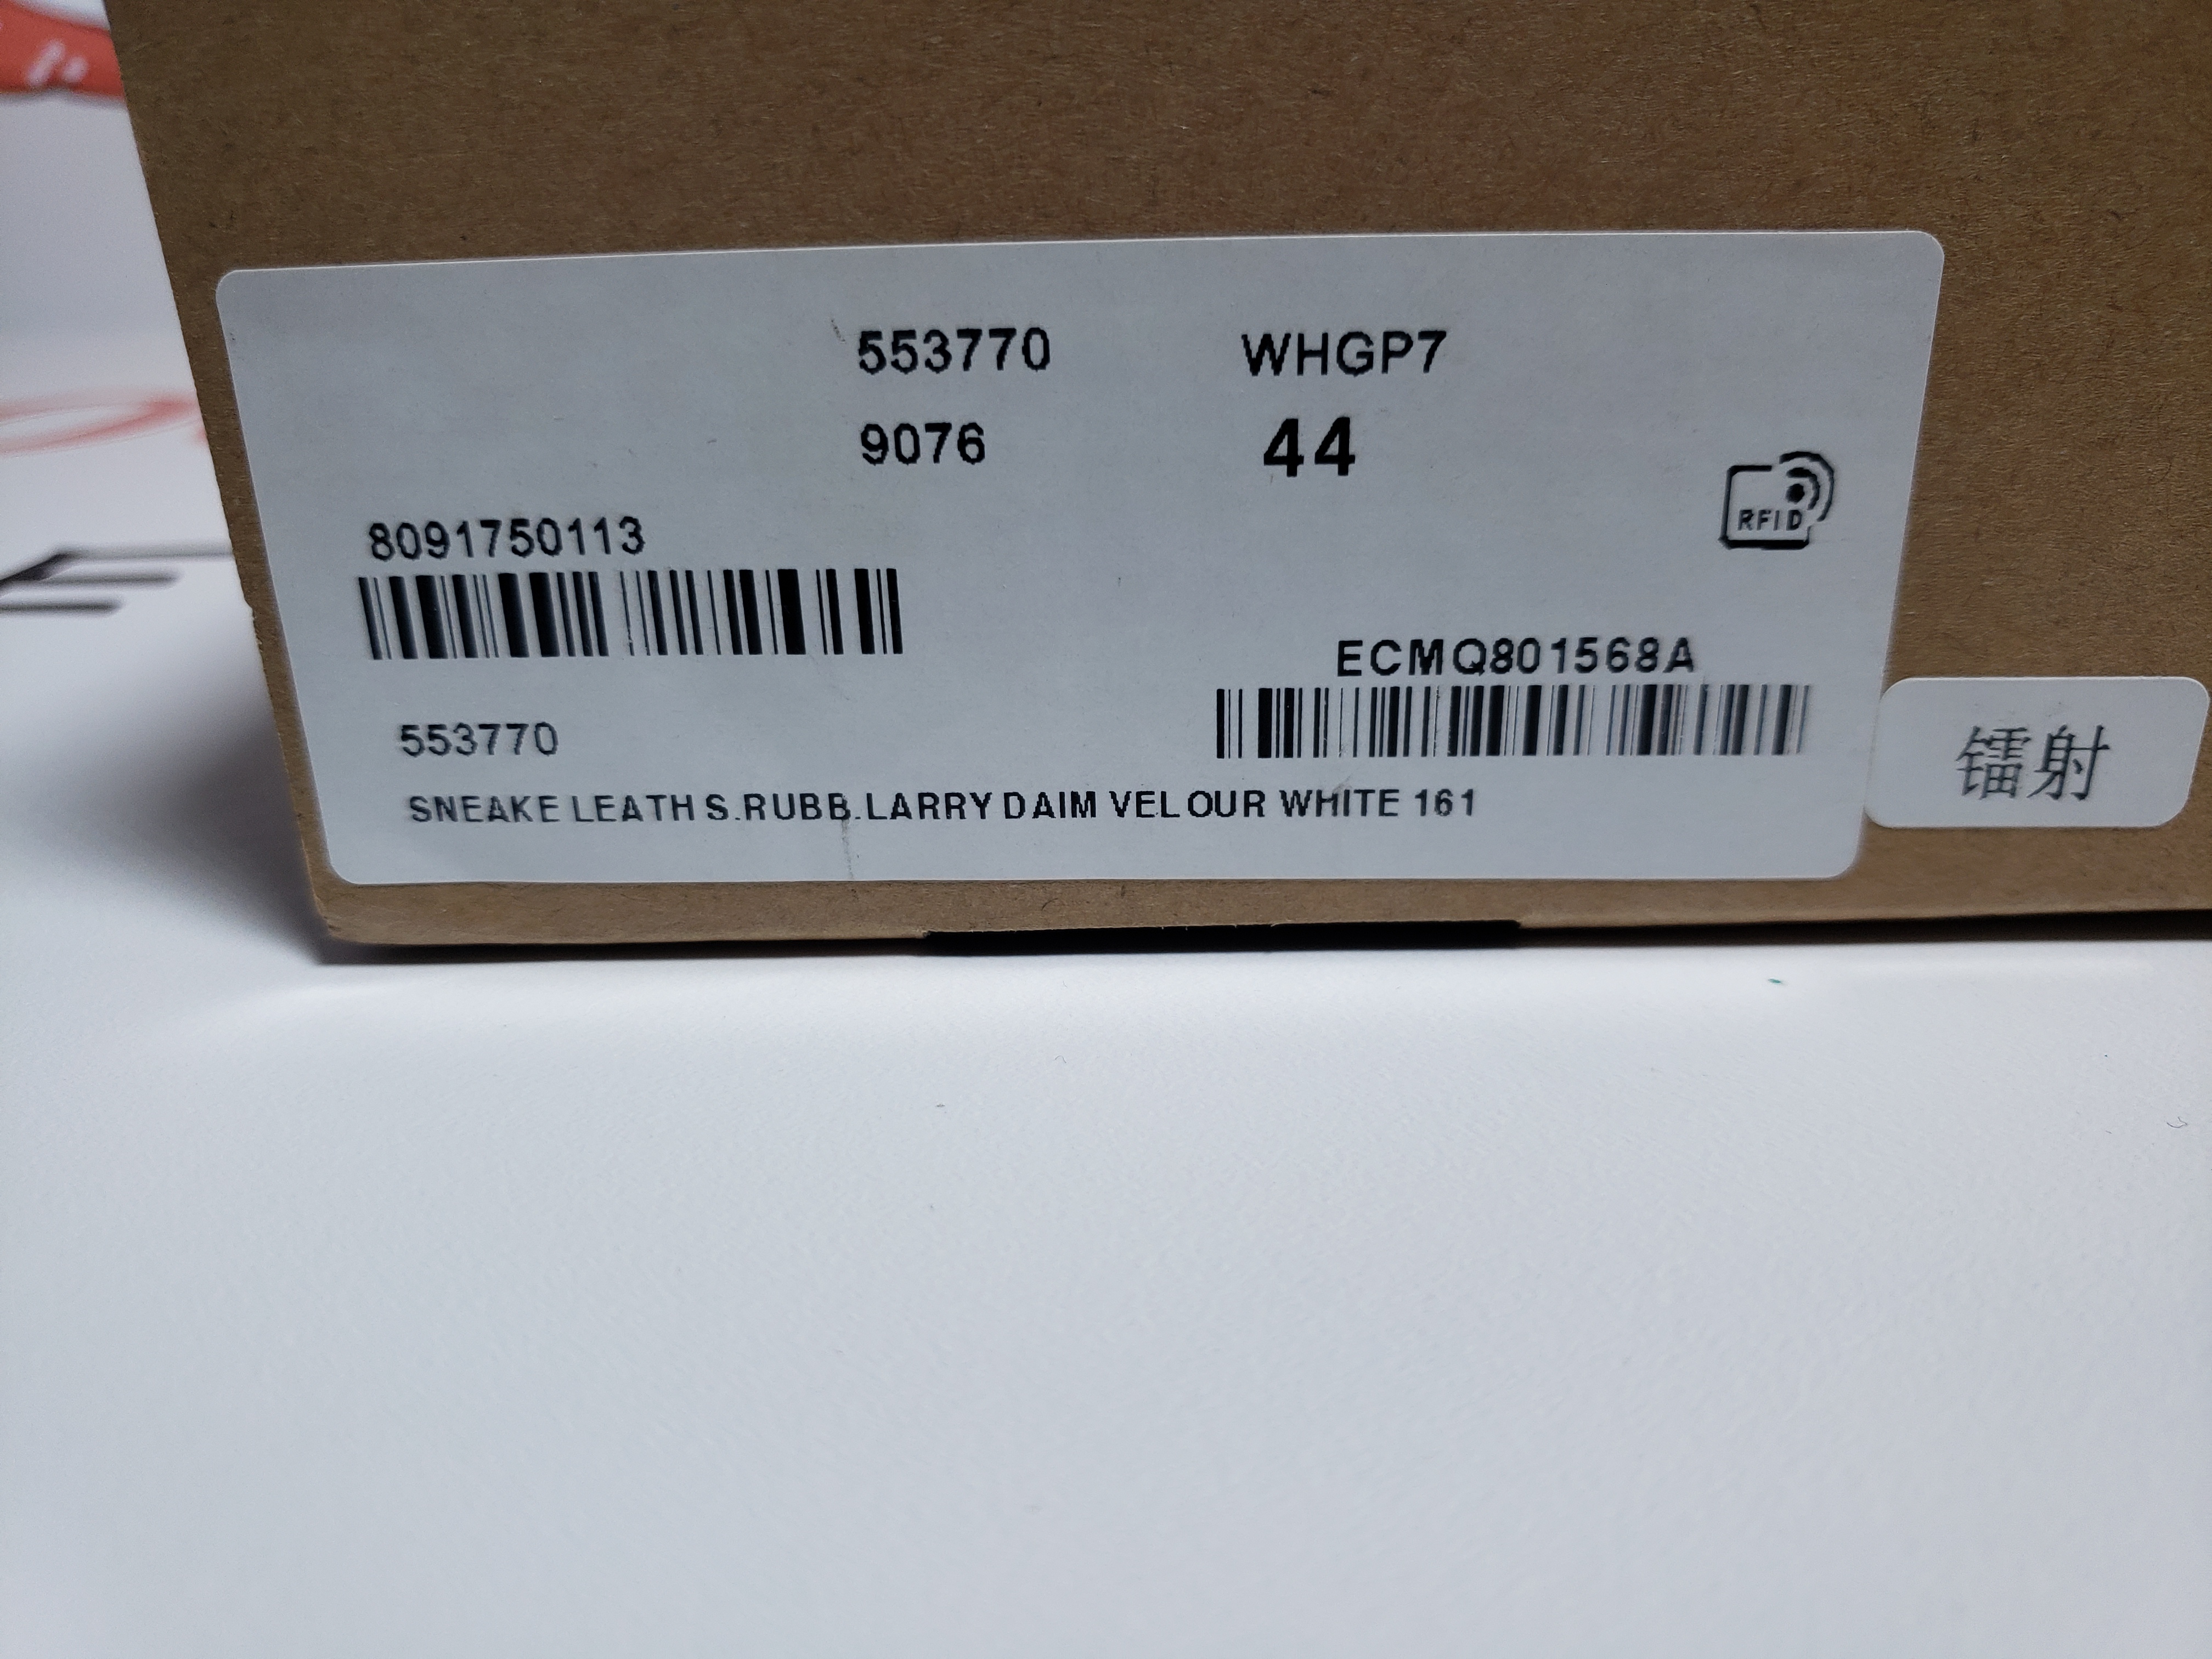 553770 WHGP7
9076 44
RFID
8091750113
ECMQ801568A
553770
镭射
SNEAKE LEATH S.RUBB.LARRY DAIM VELOUR WHITE 161